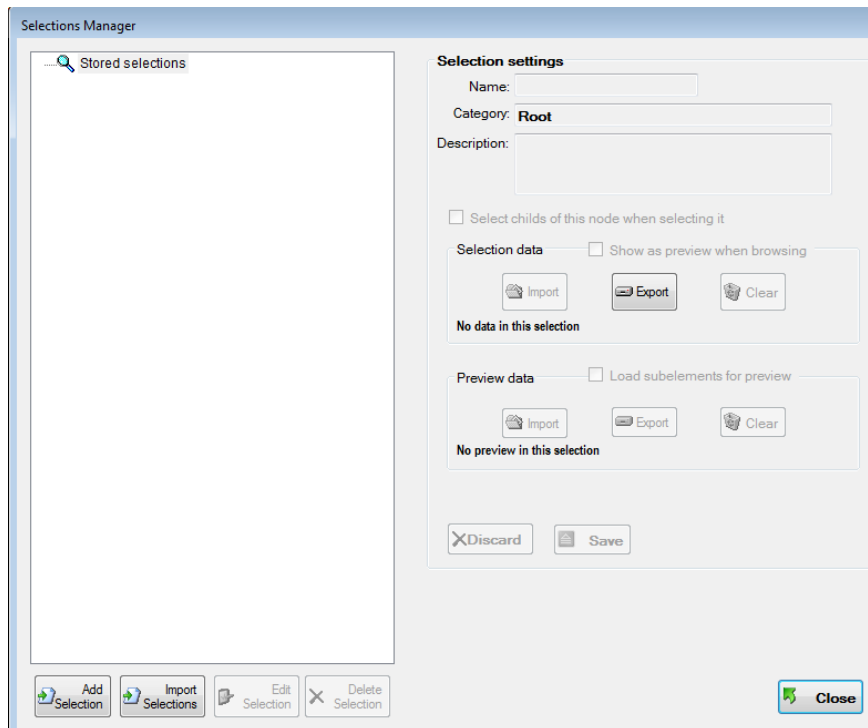 Selections Manager
Stored selections
Selection settings
Name:
Category: Root
Description:
Select childs of this node when selecting it
Selection data
Show as preview when browsing
Import
Export
Clear
No data in this selection
Preview data
Load subelements for preview
Import
Export
Clear
No preview in this selection
Discard
Save
Add
Selection
Import
Selections
Edit
Selection
Delete
Selection
Close